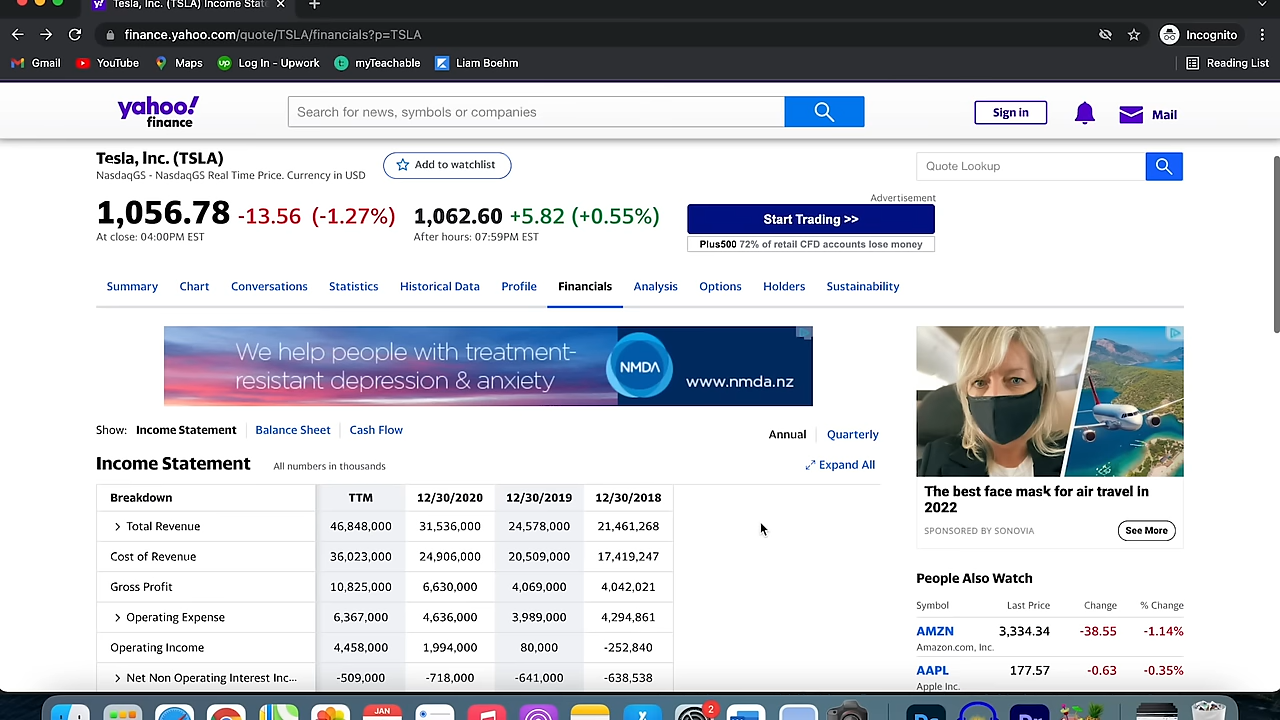 Tesla, Inc. (TSLA) Income State
finance.yahoo.com/quote/TSLA/financials?p=TSLA
Incognito
Gmail YouTube Maps Log In - Upwork myTeachable Liam Boehm Reading List
yahoo!
finance
Search for news, symbols or companies
Sign in
Mail
Tesla, Inc. (TSLA)
NasdaqGS - NasdaqGS Real Time Price. Currency in USD
Add to watchlist
Quote Lookup
1,056.78 -13.56 (-1.27%) 1,062.60 +5.82 (+0.55%)
At close: 04:00PM EST After hours: 07:59PM EST
Advertisement
Start Trading >>
Plus500 72% of retail CFD accounts lose money
Summary Chart Conversations Statistics Historical Data Profile Financials Analysis Options Holders Sustainability
We help people with treatment-
resistant depression & anxiety
NMDA
www.nmda.nz
Show: Income Statement Balance Sheet Cash Flow
Annual Quarterly
Income Statement All numbers in thousands
Expand All
Breakdown TTM 12/30/2020 12/30/2019 12/30/2018
Total Revenue 46,848,000 31,536,000 24,578,000 21,461,268
Cost of Revenue 36,023,000 24,906,000 20,509,000 17,419,247
Gross Profit 10,825,000 6,630,000 4,069,000 4,042,021
Operating Expense 6,367,000 4,636,000 3,989,000 4,294,861
Operating Income 4,458,000 1,994,000 80,000 -252,840
Net Non Operating Interest Inc... -509,000 -718,000 -641,000 -638,538
The best face mask for air travel in
2022
SPONSORED BY SONOVIA
See More
People Also Watch
Symbol Last Price Change % Change
AMZN 3,334.34 -38.55 -1.14%
Amazon.com, Inc.
AAPL 177.57 -0.63 -0.35%
Apple Inc.
JAN
2